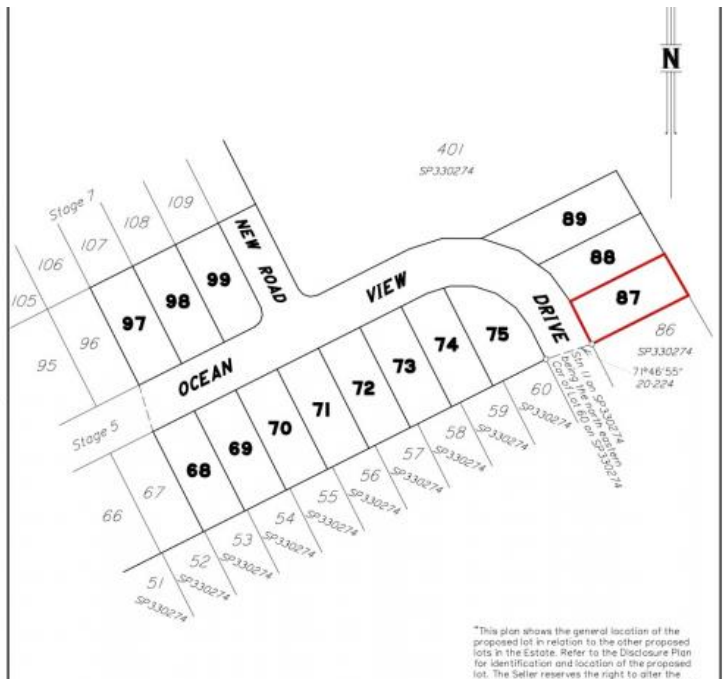 N
401
SP330274
Stage 7
109
108
107
106
105
NEW ROAD
89
88
87
99
98
97
96
95
VIEW
DRIVE
OCEAN
86
SP330274
71°46'55"
20·224
Stn 11 on SP330274
being the north eastern
Cor of Lot 60 on SP330274
75
74
73
72
71
70
69
68
67
66
Stage 5
60
SP330274
59
SP330274
58
SP330274
57
SP330274
56
SP330274
55
SP330274
54
SP330274
53
SP330274
52
SP330274
51
SP330274
"This plan shows the general location of the
proposed lot in relation to the other proposed
lots in the Estate. Refer to the Disclosure Plan
for identification and location of the proposed
lot. The Seller reserves the right to alter the